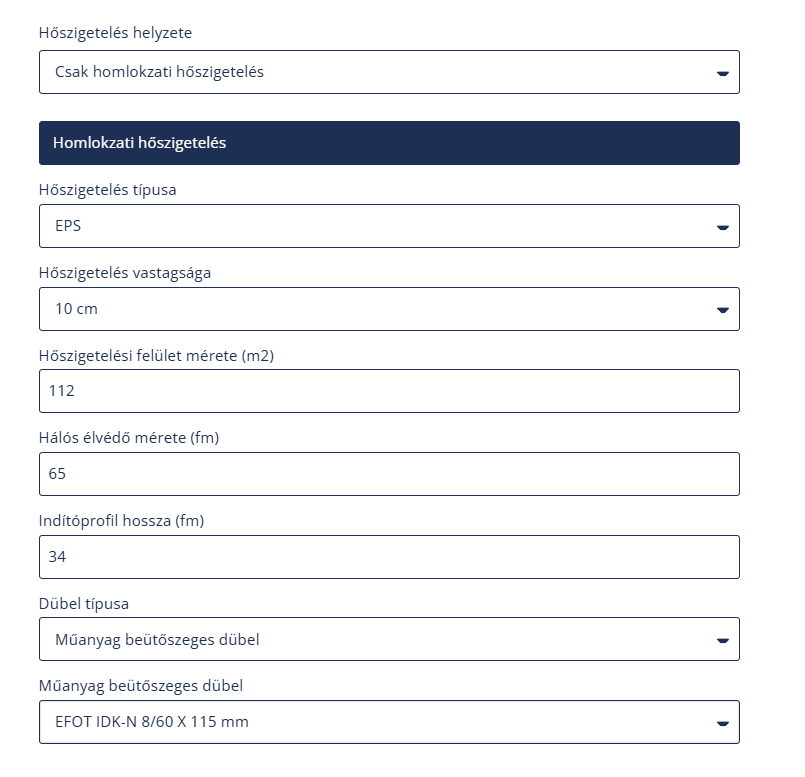 Hőszigetelés helyzete
Csak homlokzati hőszigetelés
Homlokzati hőszigetelés
Hőszigetelés típusa
EPS
Hőszigetelés vastagsága
10 cm
Hőszigetelési felület mérete (m2)
112
Hálós élvédő mérete (fm)
65
Indítóprofil hossza (fm)
34
Dübel típusa
Műanyag beütőszeges dübel
Műanyag beütőszeges dübel
EFOT IDK-N 8/60 X 115 mm